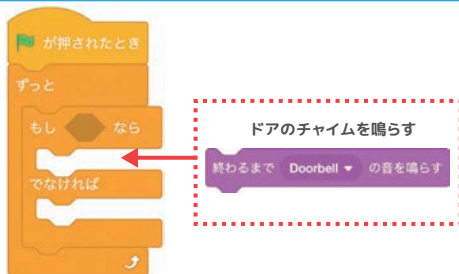 が押されたとき
ずっと
もし なら
でなければ
ドアのチャイムを鳴らす
終わるまで Doorbell の音を鳴らす